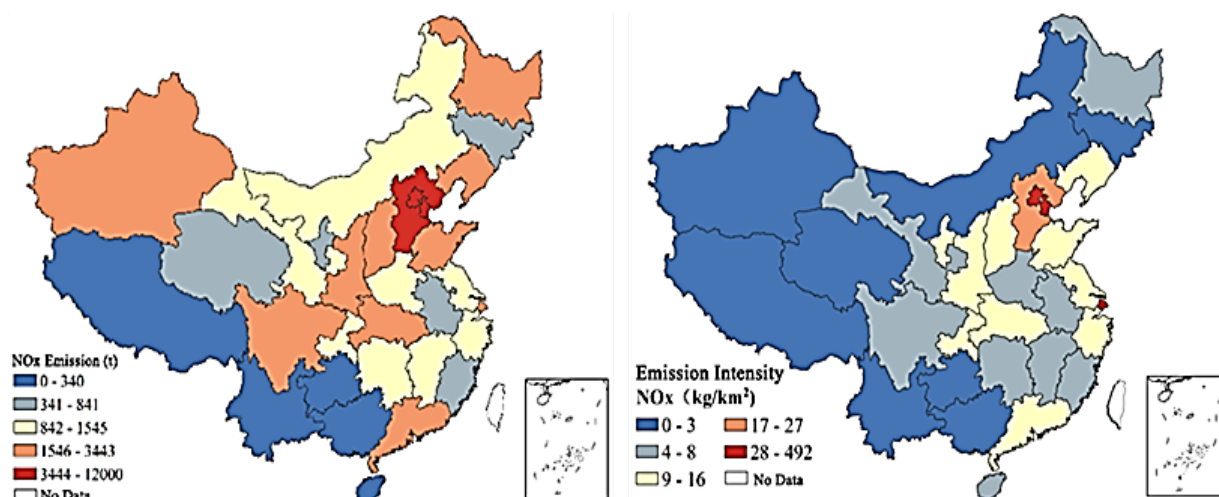 NOx Emission (t)
0 - 340
341 - 841
842 - 1545
1546 - 3443
3444 - 12000
No Data
Emission Intensity
NOx （kg/km²)
0 - 3
4 - 8
9 - 16
17 - 27
28 - 492
No Data